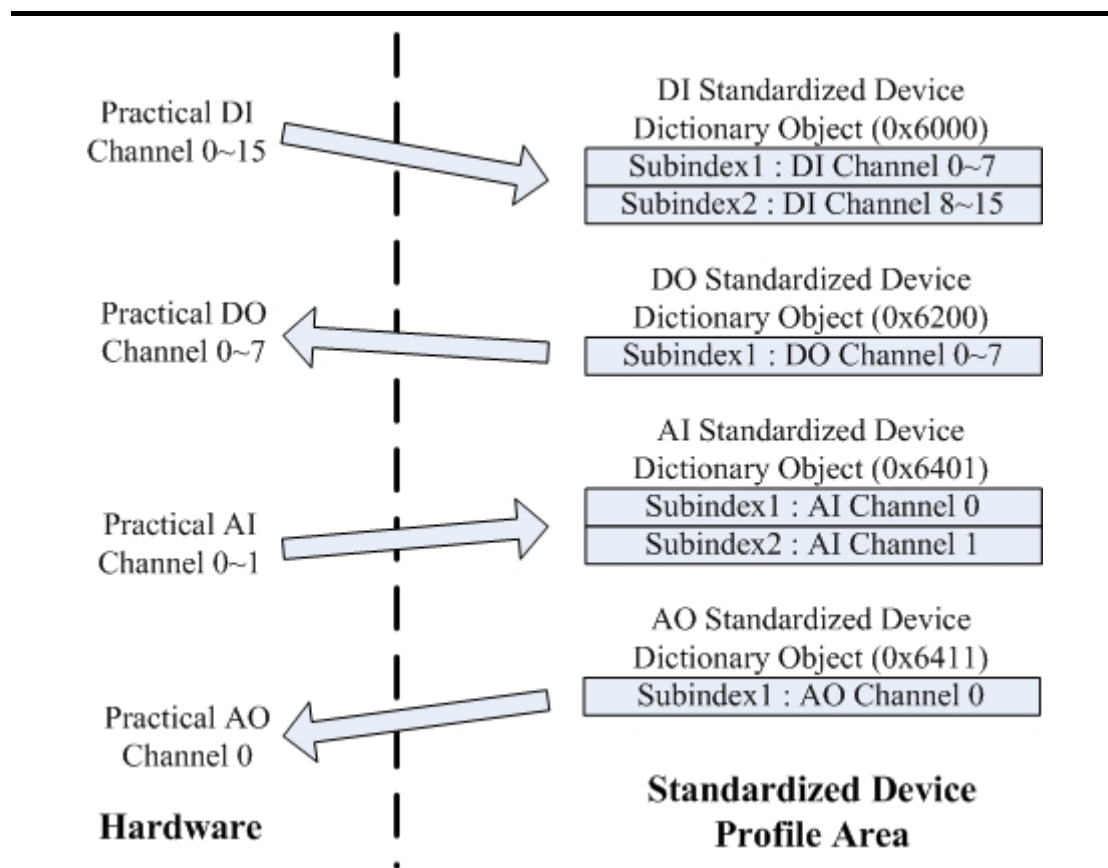 Practical DI
Channel 0~15
DI Standardized Device
Dictionary Object (0x6000)
Subindex1 : DI Channel 0~7
Subindex2 : DI Channel 8~15
Practical DO
Channel 0~7
DO Standardized Device
Dictionary Object (0x6200)
Subindex1 : DO Channel 0~7
Practical AI
Channel 0~1
AI Standardized Device
Dictionary Object (0x6401)
Subindex1 : AI Channel 0
Subindex2 : AI Channel 1
Practical AO
Channel 0
AO Standardized Device
Dictionary Object (0x6411)
Subindex1 : AO Channel 0
Hardware
Standardized Device
Profile Area